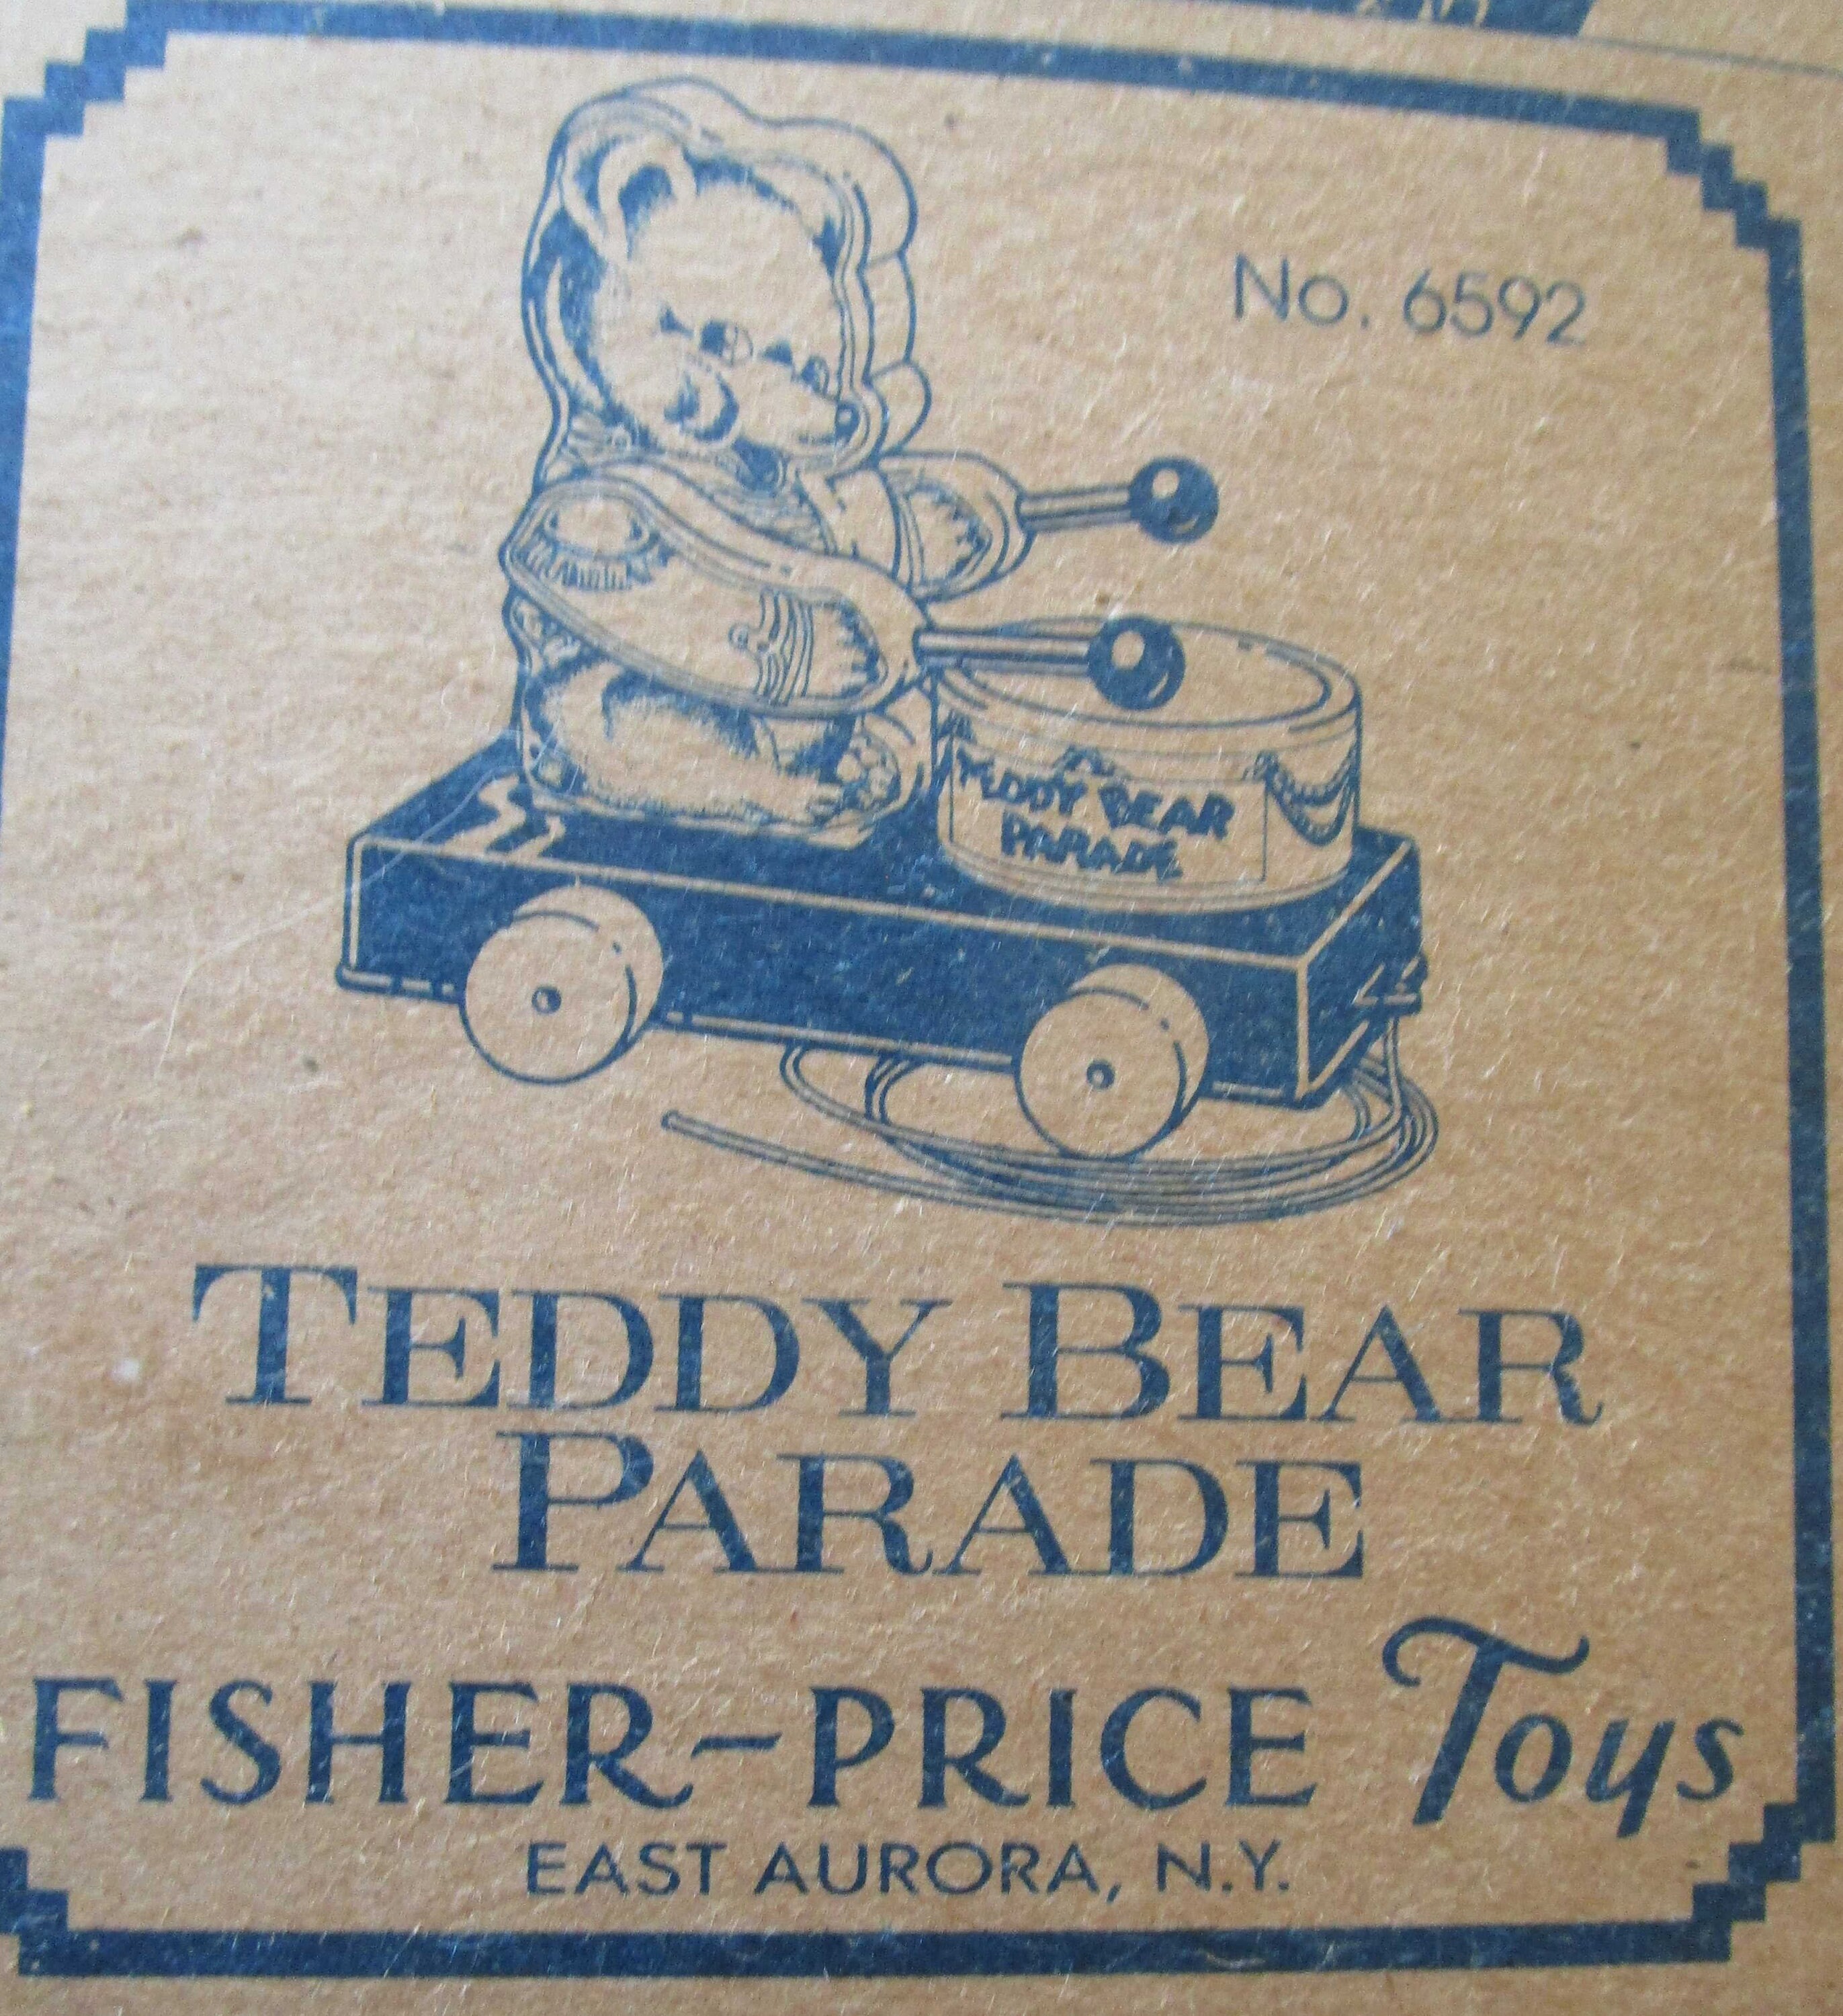 No. 6592
TEDDY BEAR
PARADE
TEDDY BEAR
PARADE
FISHER-PRICE Toys
EAST AURORA, N.Y.